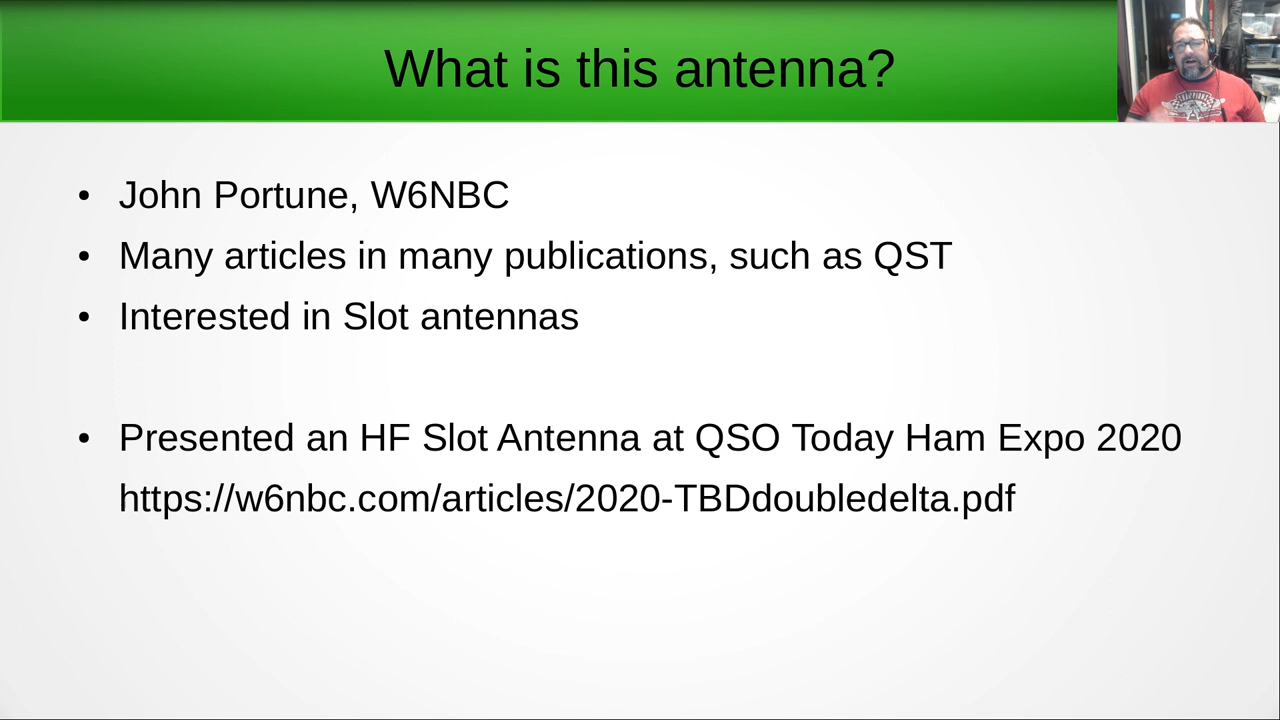 What is this antenna?
• John Portune, W6NBC
• Many articles in many publications, such as QST
• Interested in Slot antennas
• Presented an HF Slot Antenna at QSO Today Ham Expo 2020
https://w6nbc.com/articles/2020-TBDdoubledelta.pdf